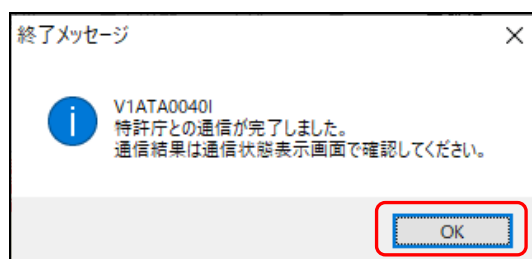 終了メッセージ
V1ATA0040I
特許庁との通信が完了しました。
通信結果は通信状態表示画面で確認してください。
OK